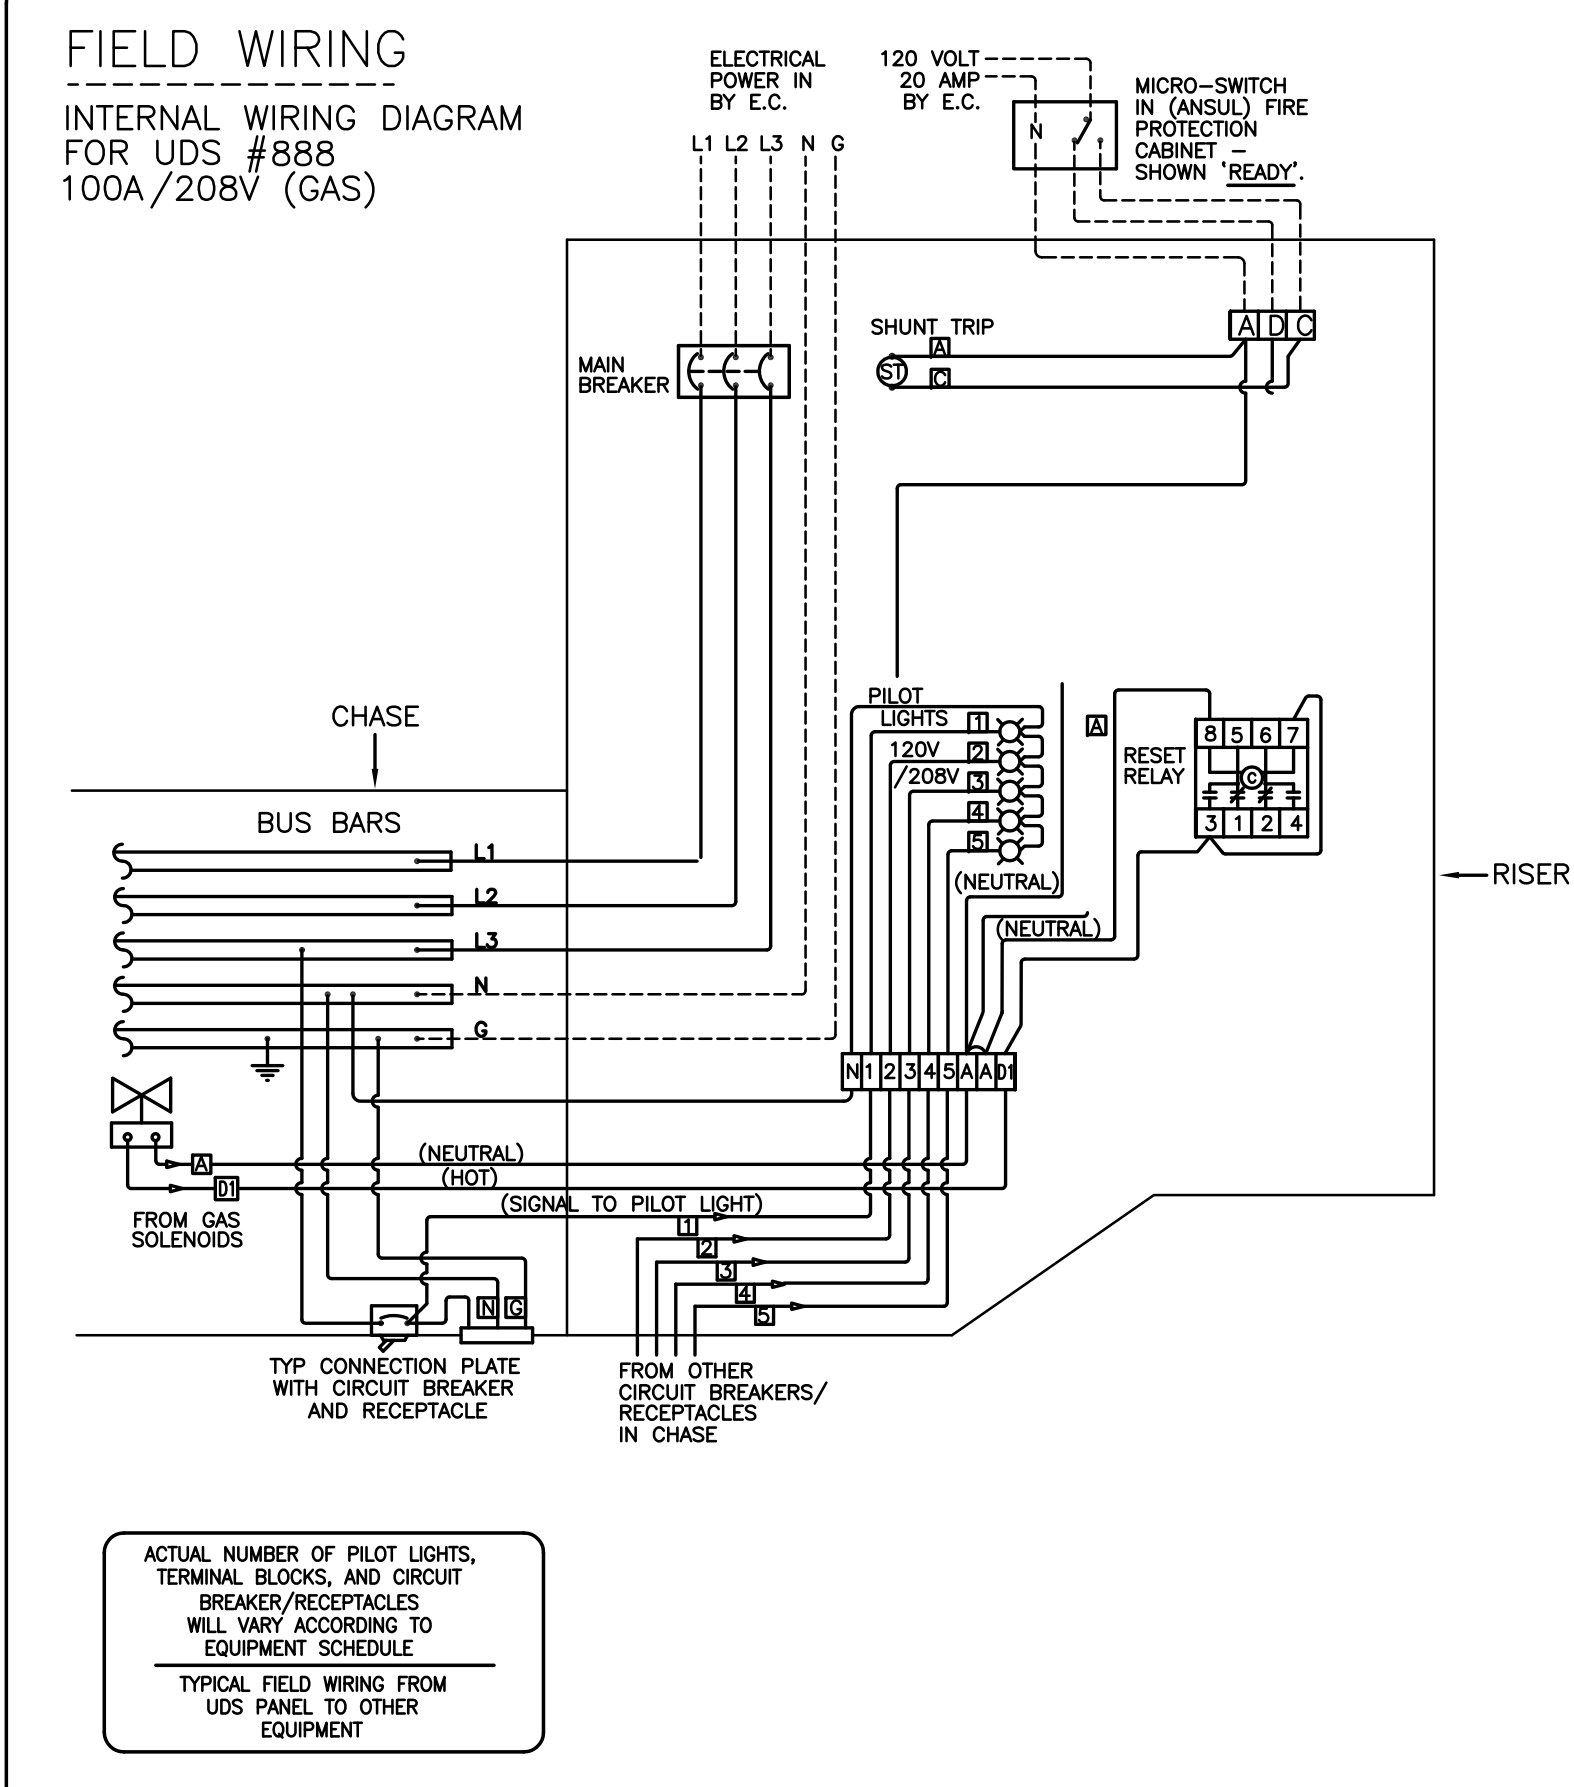 FIELD WIRING
INTERNAL WIRING DIAGRAM
FOR UDS #888
100A/208V (GAS)
ELECTRICAL
POWER IN
BY E.C.
L1 L2 L3 N G
120 VOLT
20 AMP
BY E.C.
N
MICRO-SWITCH
IN (ANSUL) FIRE
PROTECTION
CABINET -
SHOWN 'READY'.
A D C
SHUNT TRIP
A
ST
C
MAIN
BREAKER
CHASE
BUS BARS
L1
L2
L3
N
G
PILOT
LIGHTS
120V
/208V
1
2
3
4
5
(NEUTRAL)
A
RESET
RELAY
8 5 6 7
C
3 1 2 4
RISER
(NEUTRAL)
N 1 2 3 4 5 A A D1
(NEUTRAL)
A
(HOT)
D1
FROM GAS
SOLENOIDS
(SIGNAL TO PILOT LIGHT)
1
2
3
4
5
N G
TYP CONNECTION PLATE
WITH CIRCUIT BREAKER
AND RECEPTACLE
FROM OTHER
CIRCUIT BREAKERS/
RECEPTACLES
IN CHASE
ACTUAL NUMBER OF PILOT LIGHTS,
TERMINAL BLOCKS, AND CIRCUIT
BREAKER/RECEPTACLES
WILL VARY ACCORDING TO
EQUIPMENT SCHEDULE
TYPICAL FIELD WIRING FROM
UDS PANEL TO OTHER
EQUIPMENT